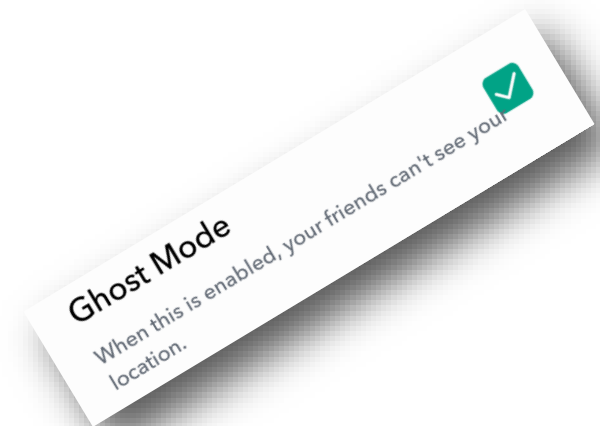 Ghost Mode
When this is enabled, your friends can't see your
location.